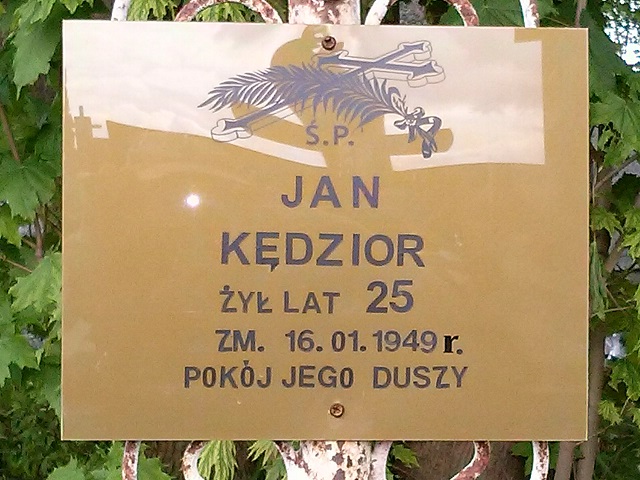 Ś.P.
JAN
KĘDZIOR
ŻYŁ LAT 25
ZM. 16.01.1949 r.
POKÓJ JEGO DUSZY